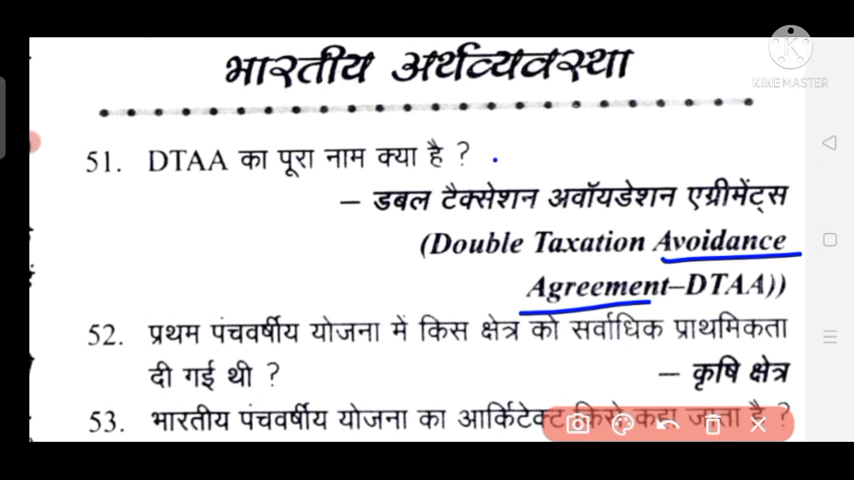 KINEMASTER
भारतीय अर्थव्यवस्था
51. DTAA का पूरा नाम क्या है ?
– डबल टैक्सेशन अवॉयडेशन एग्रीमेंट्स
(Double Taxation Avoidance
Agreement–DTAA))
52. प्रथम पंचवर्षीय योजना में किस क्षेत्र को सर्वाधिक प्राथमिकता
दी गई थी ? – कृषि क्षेत्र
53. भारतीय पंचवर्षीय योजना का आर्किटेक्ट किसे कहा जाता है ?